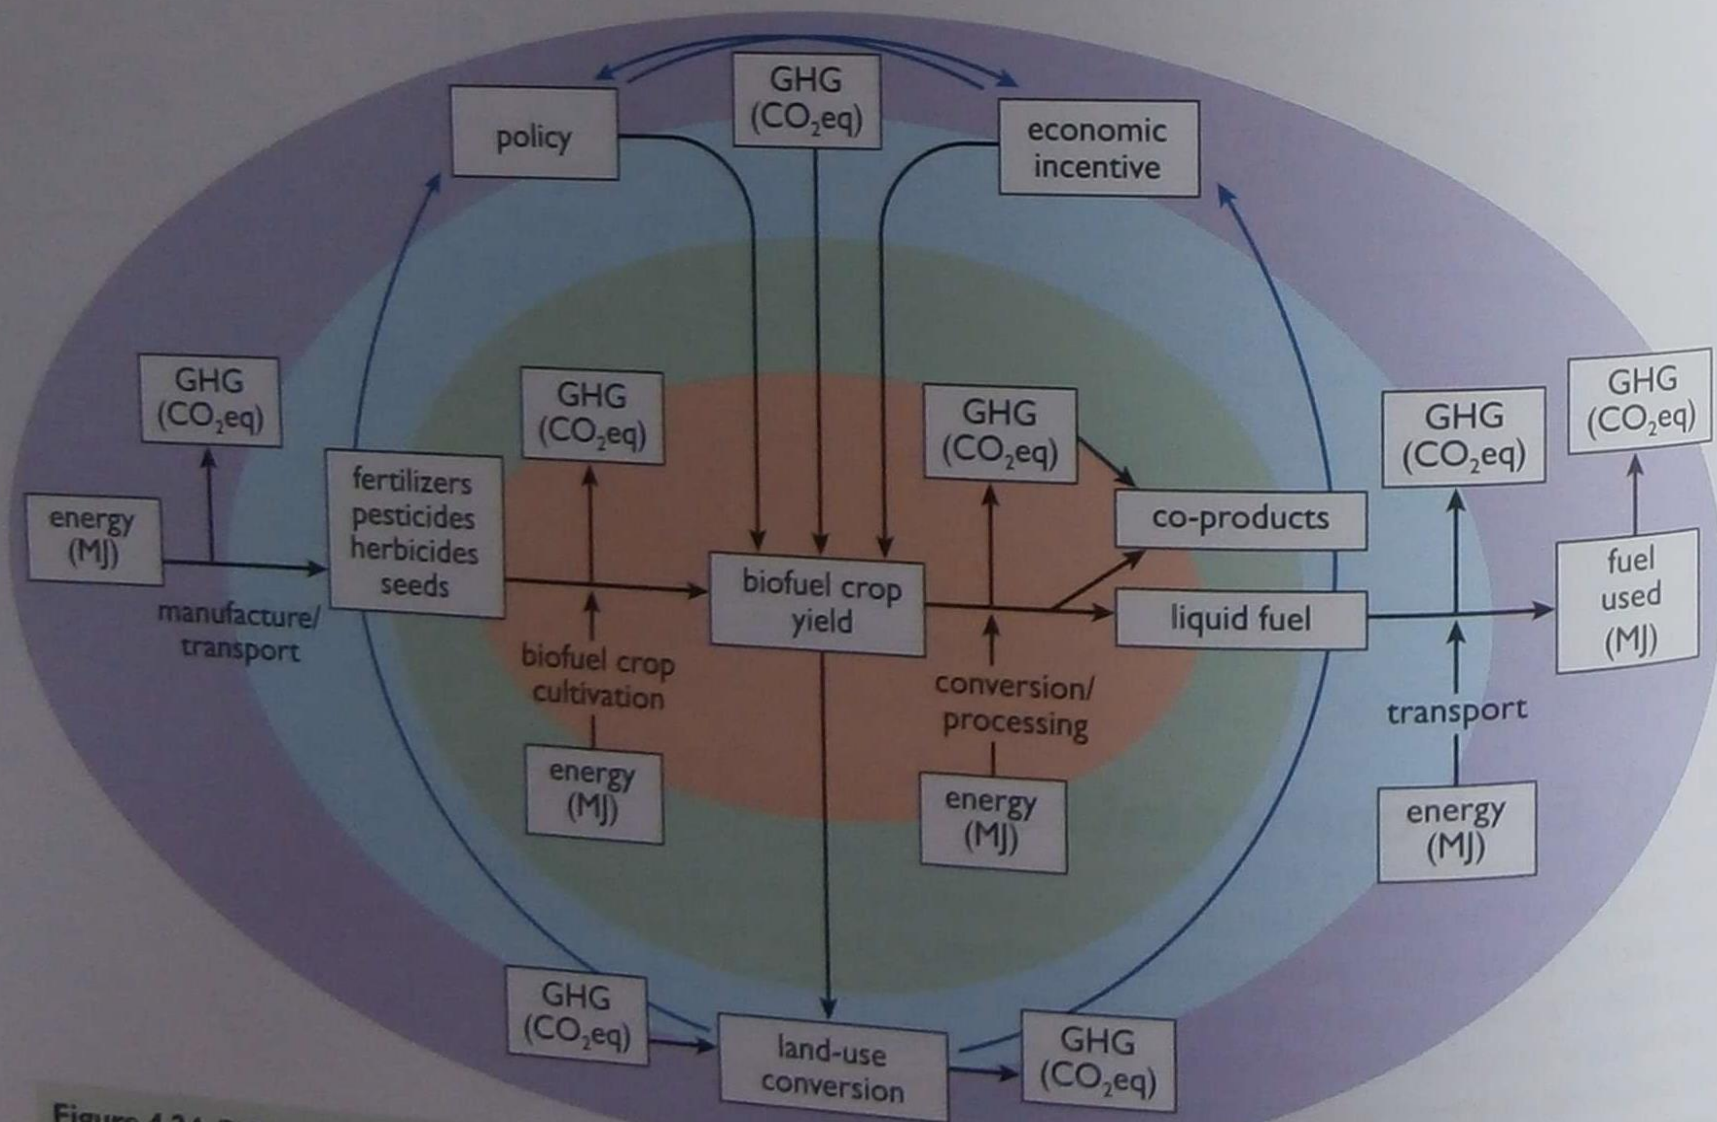 GHG
(CO₂eq)
policy
economic
incentive
GHG
(CO₂eq)
GHG
(CO₂eq)
GHG
(CO₂eq)
GHG
(CO₂eq)
GHG
(CO₂eq)
energy
(MJ)
fertilizers
pesticides
herbicides
seeds
co-products
biofuel crop
yield
liquid fuel
fuel
used
(MJ)
manufacture/
transport
biofuel crop
cultivation
conversion/
processing
transport
energy
(MJ)
energy
(MJ)
energy
(MJ)
GHG
(CO₂eq)
land-use
conversion
GHG
(CO₂eq)
Figure